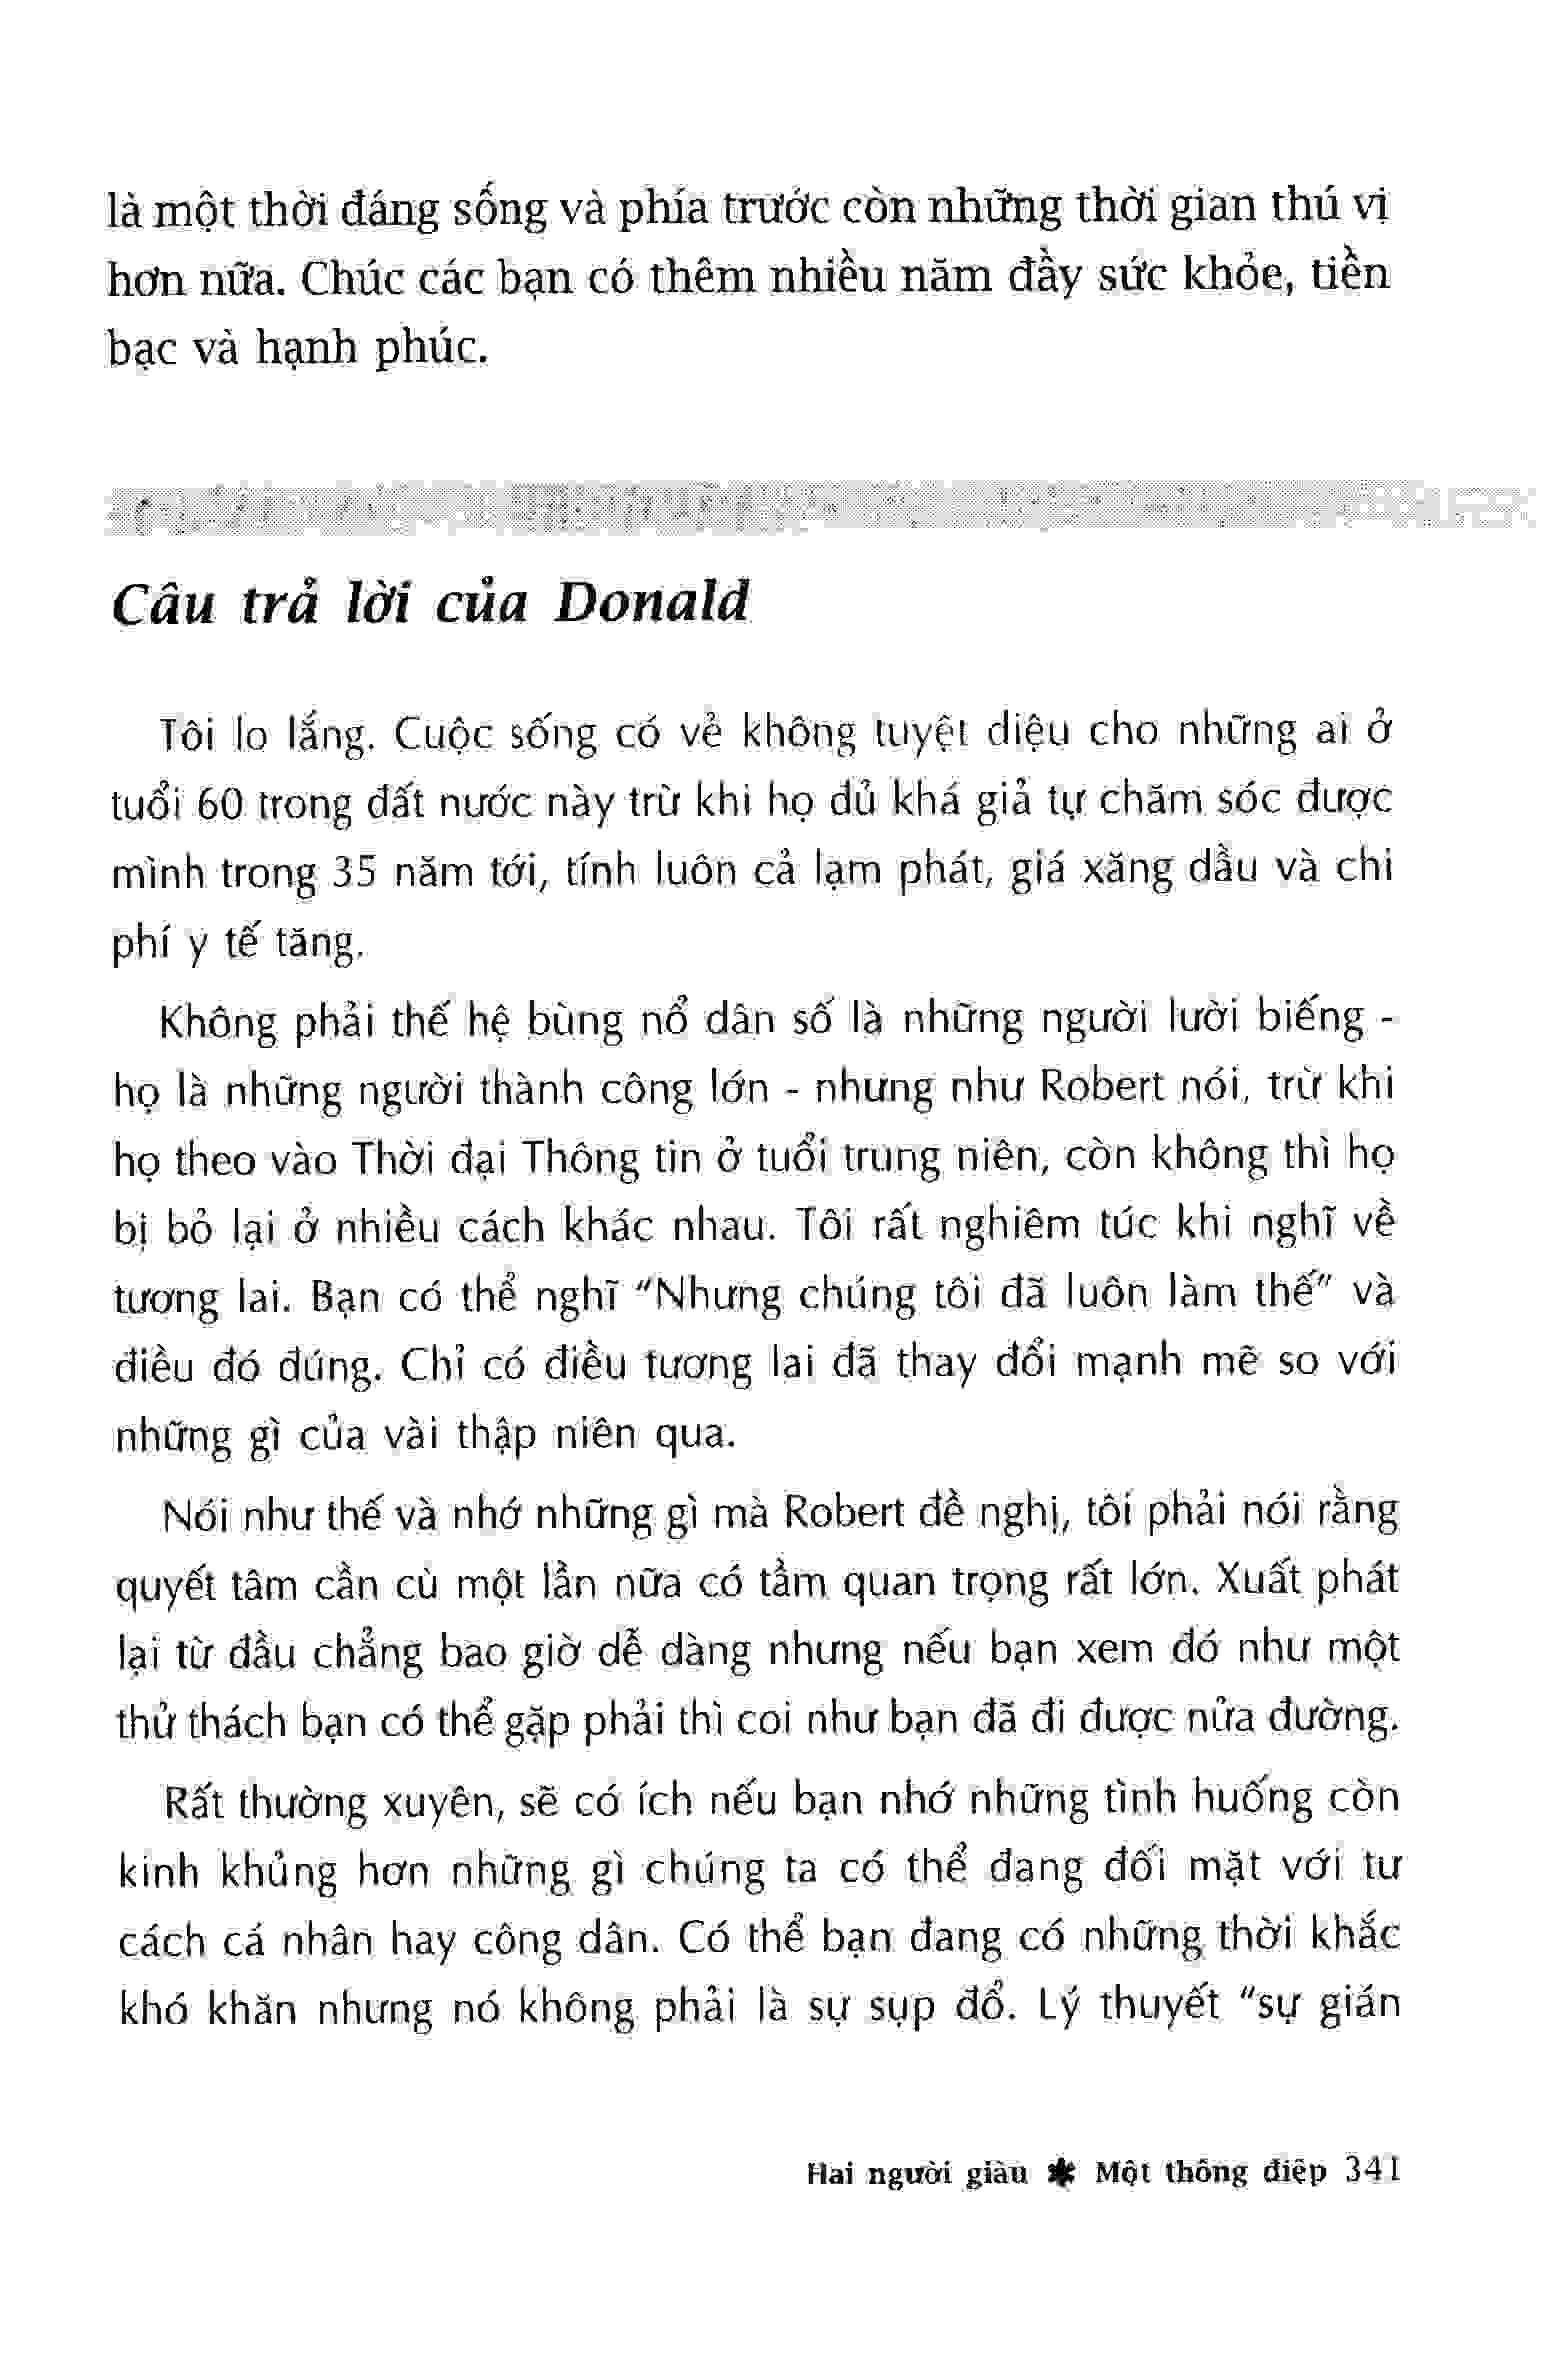 là một thời đáng sống và phía trước còn những thời gian thú vị
hơn nữa. Chúc các bạn có thêm nhiều năm đầy sức khỏe, tiền
bạc và hạnh phúc.
Câu trả lời của Donald
Tôi lo lắng. Cuộc sống có vẻ không tuyệt diệu cho những ai ở
tuổi 60 trong đất nước này trừ khi họ đủ khá giả tự chăm sóc được
mình trong 35 năm tới, tính luôn cả lạm phát, giá xăng dầu và chi
phí y tế tăng.
Không phải thế hệ bùng nổ dân số là những người lười biếng -
họ là những người thành công lớn - nhưng như Robert nói, trừ khi
họ theo vào Thời đại Thông tin ở tuổi trung niên, còn không thì họ
bị bỏ lại ở nhiều cách khác nhau. Tôi rất nghiêm túc khi nghĩ về
tương lai. Bạn có thể nghĩ "Nhưng chúng tôi đã luôn làm thế" và
điều đó đúng. Chỉ có điều tương lai đã thay đổi mạnh mẽ so với
những gì của vài thập niên qua.
Nói như thế và nhớ những gì mà Robert đề nghị, tôi phải nói rằng
quyết tâm cần cù một lần nữa có tầm quan trọng rất lớn. Xuất phát
lại từ đầu chẳng bao giờ dễ dàng nhưng nếu bạn xem đó như một
thử thách bạn có thể gặp phải thì coi như bạn đã đi được nửa đường.
Rất thường xuyên, sẽ có ích nếu bạn nhớ những tình huống còn
kinh khủng hơn những gì chúng ta có thể đang đối mặt với tư
cách cá nhân hay công dân. Có thể bạn đang có những thời khắc
khó khăn nhưng nó không phải là sự sụp đổ. Lý thuyết "sự gián
Hai người giàu ✱ Một thông điệp 341